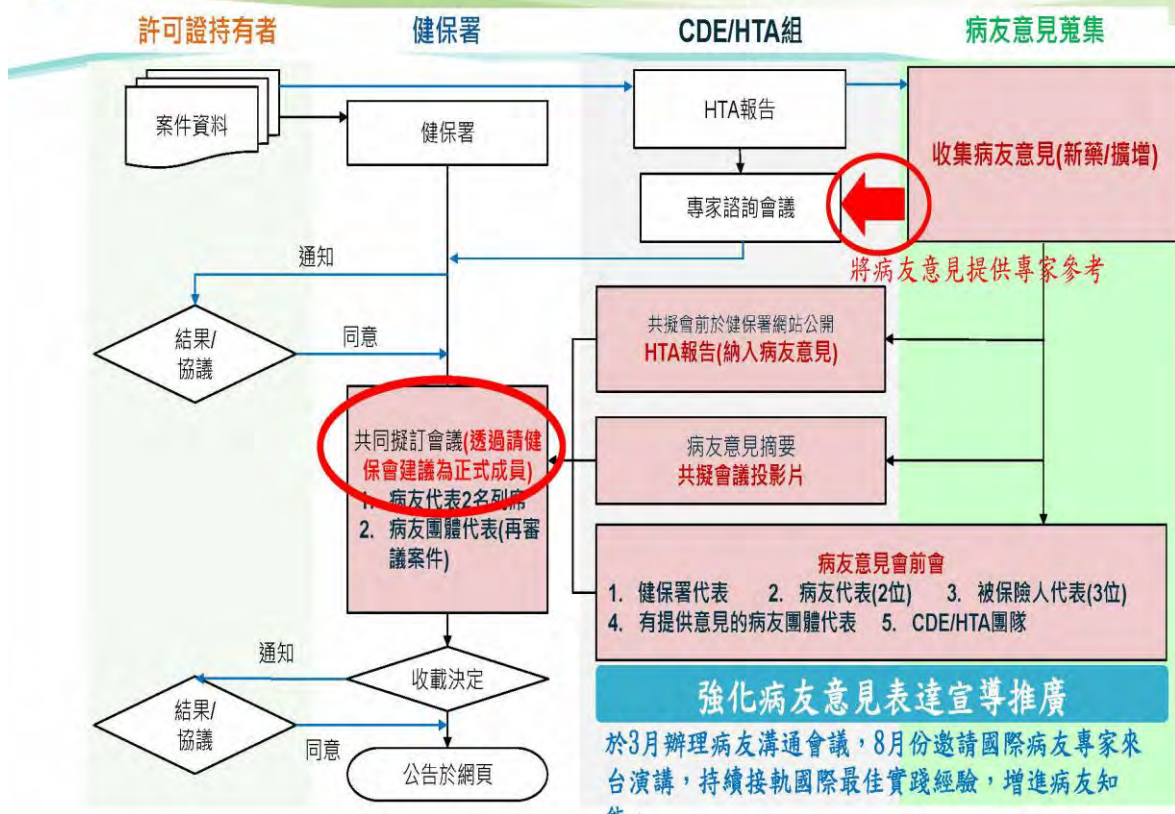 許可證持有者
健保署
CDE/HTA組
病友意見蒐集
案件資料
健保署
HTA報告
收集病友意見(新藥/擴增)
專家諮詢會議
將病友意見提供專家參考
通知
結果/
協議
同意
共擬會前於健保署網站公開
HTA報告(納入病友意見)
共同擬訂會議(透過請健
保會建議為正式成員)
1. 病友代表2名列席
2. 病友團體代表(再審
議案件)
病友意見摘要
共擬會議投影片
病友意見會前會
1. 健保署代表 2. 病友代表(2位) 3. 被保險人代表(3位)
4. 有提供意見的病友團體代表 5. CDE/HTA團隊
通知
收載決定
結果/
協議
同意
公告於網頁
強化病友意見表達宣導推廣
於3月辦理病友溝通會議，8月份邀請國際病友專家來
台演講，持續接軌國際最佳實踐經驗，增進病友知